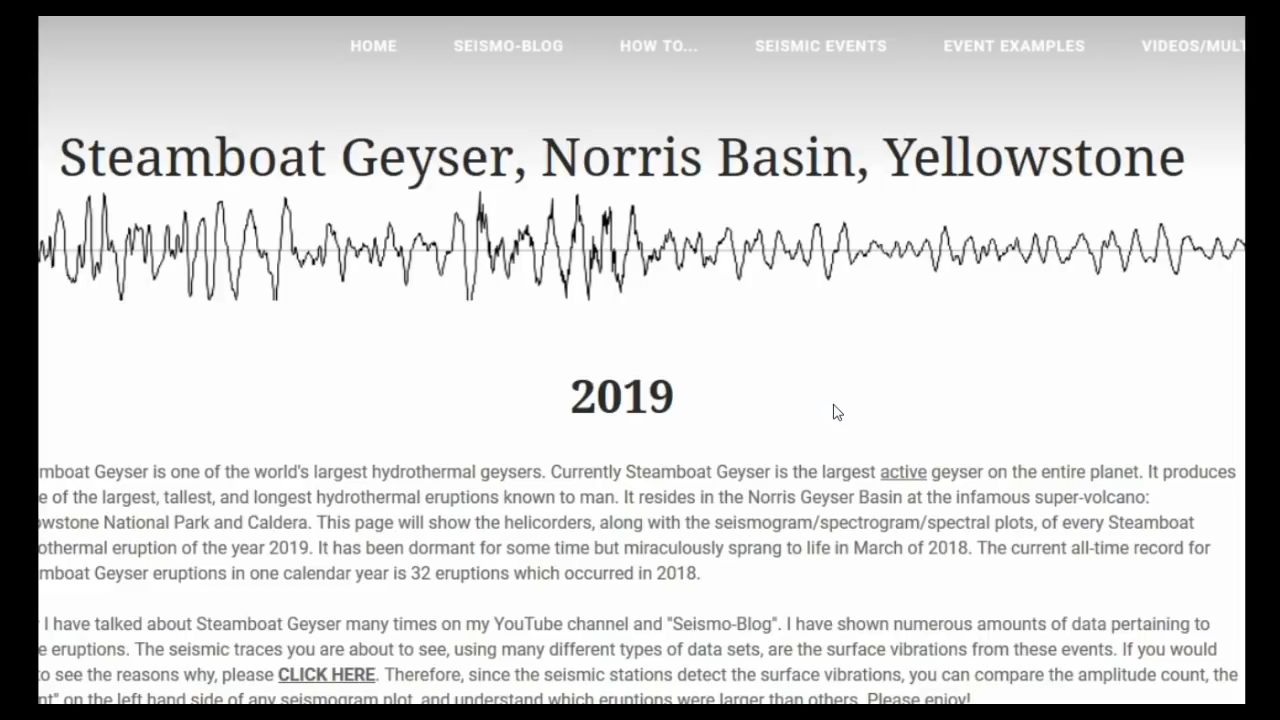 HOME SEISMO-BLOG HOW TO... SEISMIC EVENTS EVENT EXAMPLES VIDEOS/MULT
Steamboat Geyser, Norris Basin, Yellowstone
2019
mboat Geyser is one of the world's largest hydrothermal geysers. Currently Steamboat Geyser is the largest active geyser on the entire planet. It produces
e of the largest, tallest, and longest hydrothermal eruptions known to man. It resides in the Norris Geyser Basin at the infamous super-volcano:
owstone National Park and Caldera. This page will show the helicorders, along with the seismogram/spectrogram/spectral plots, of every Steamboat
othermal eruption of the year 2019. It has been dormant for some time but miraculously sprang to life in March of 2018. The current all-time record for
mboat Geyser eruptions in one calendar year is 32 eruptions which occurred in 2018.
I have talked about Steamboat Geyser many times on my YouTube channel and "Seismo-Blog". I have shown numerous amounts of data pertaining to
e eruptions. The seismic traces you are about to see, using many different types of data sets, are the surface vibrations from these events. If you would
to see the reasons why, please CLICK HERE. Therefore, since the seismic stations detect the surface vibrations, you can compare the amplitude count, the
nt" on the left hand side of any seismogram plot, and understand which eruptions were larger than others. Please enjoy!